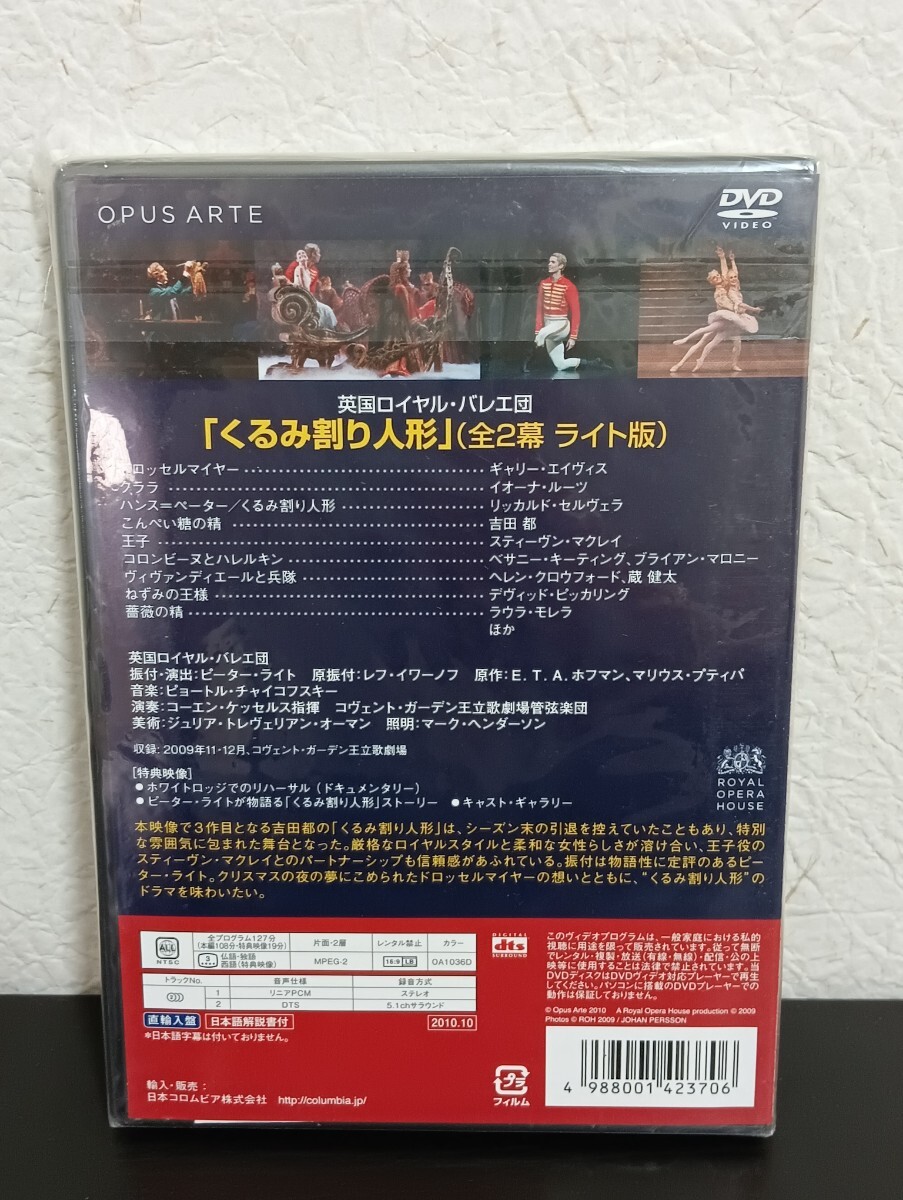 OPUS ARTE
DVD
VIDEO
英国ロイヤル・バレエ団
「くるみ割り人形」(全2幕 ライト版)
ドロッセルマイヤー ギャリー・エイヴィス
クララ イオーナ・ルーツ
ハンス=ペーター/くるみ割り人形 リッカルド・セルヴェラ
こんぺい糖の精 吉田 都
王子 スティーヴン・マクレイ
コロンビーヌとハレルキン ベサニー・キーティング、ブライアン・マロニー
ヴィヴァンディエールと兵隊 ヘレン・クロウフォード、蔵 健太
ねずみの王様 デヴィッド・ピッカリング
薔薇の精 ラウラ・モレラ
ほか
英国ロイヤル・バレエ団
振付・演出:ピーター・ライト 原振付:レフ・イワーノフ 原作:E. T. A. ホフマン、マリウス・プティパ
音楽:ピョートル・チャイコフスキー
演奏:コーエン・ケッセルス指揮 コヴェント・ガーデン王立歌劇場管弦楽団
美術:ジュリア・トレヴェリアン・オーマン 照明:マーク・ヘンダーソン
収録:2009年11-12月、コヴェント・ガーデン王立歌劇場
[特典映像]
●ホワイトロッジでのリハーサル(ドキュメンタリー)
●ピーター・ライトが物語る「くるみ割り人形」ストーリー ●キャスト・ギャラリー
ROYAL
OPERA
HOUSE
本映像で3作目となる吉田都の「くるみ割り人形」は、シーズン末の引退を控えていたこともあり、特別
な雰囲気に包まれた舞台となった。厳格なロイヤルスタイルと柔和な女性らしさが溶け合い、王子役の
スティーヴン・マクレイとのパートナーシップも信頼感があふれている。振付は物語性に定評のあるピー
ター・ライト。クリスマスの夜の夢にこめられたドロッセルマイヤーの想いとともに、“くるみ割り人形”の
ドラマを味わいたい。
ALL
NTSC
全プログラム127分
(本編108分・特典映像19分)
片面・2層
レンタル禁止
カラー
3
仏語・独語
西語(特典映像)
MPEG-2
16:9 LB
OA1036D
トラックNo. 音声仕様 録音方式
1 リニアPCM ステレオ
2 DTS 5.1chサラウンド
直輸入盤 日本語解説書付 2010.10
*日本語字幕は付いておりません。
輸入・販売:
日本コロムビア株式会社 http://columbia.jp/
DIGITAL
dts
SURROUND
このヴィデオプログラムは、一般家庭における私的
視聴に用途を限って販売されています。従って無断
でレンタル・複製・放送(有線・無線)・配信・公の上
映等に使用することは法律で禁止されています。当
DVDディスクはDVDヴィデオ対応プレーヤーで再生
してください。パソコンに搭載のDVDプレーヤーでの
動作は保証しておりません。
© Opus Arte 2010 A Royal Opera House production © 2009
Photos © ROH 2009 / JOHAN PERSSON
プラ
フィルム
4 988001 423706